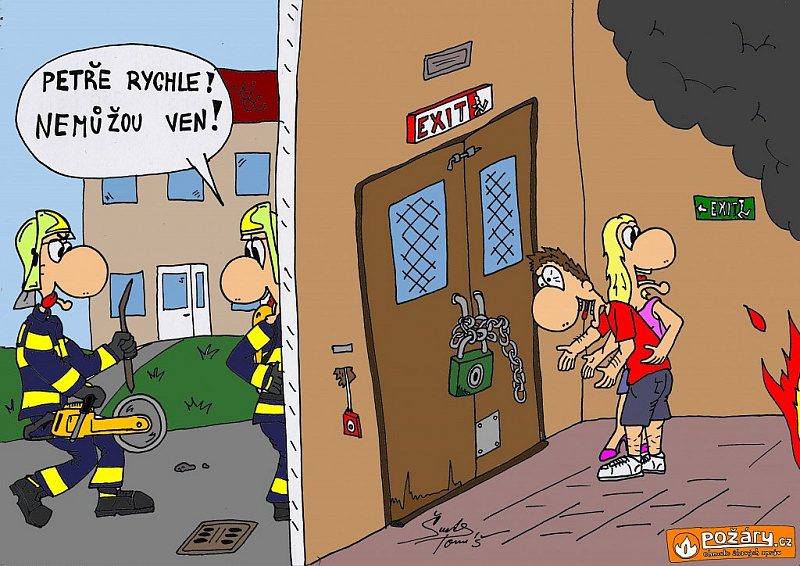 PETŘE RYCHLE!
NEMŮŽOU VEN!
EXIT
EXIT
požáry.cz